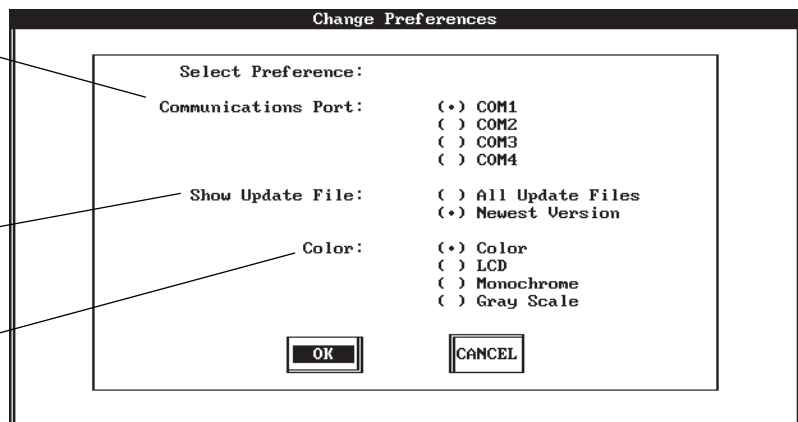 Change Preferences
Select Preference:
Communications Port: (•) COM1
( ) COM2
( ) COM3
( ) COM4
Show Update File: ( ) All Update Files
(•) Newest Version
Color: (•) Color
( ) LCD
( ) Monochrome
( ) Gray Scale
OK CANCEL